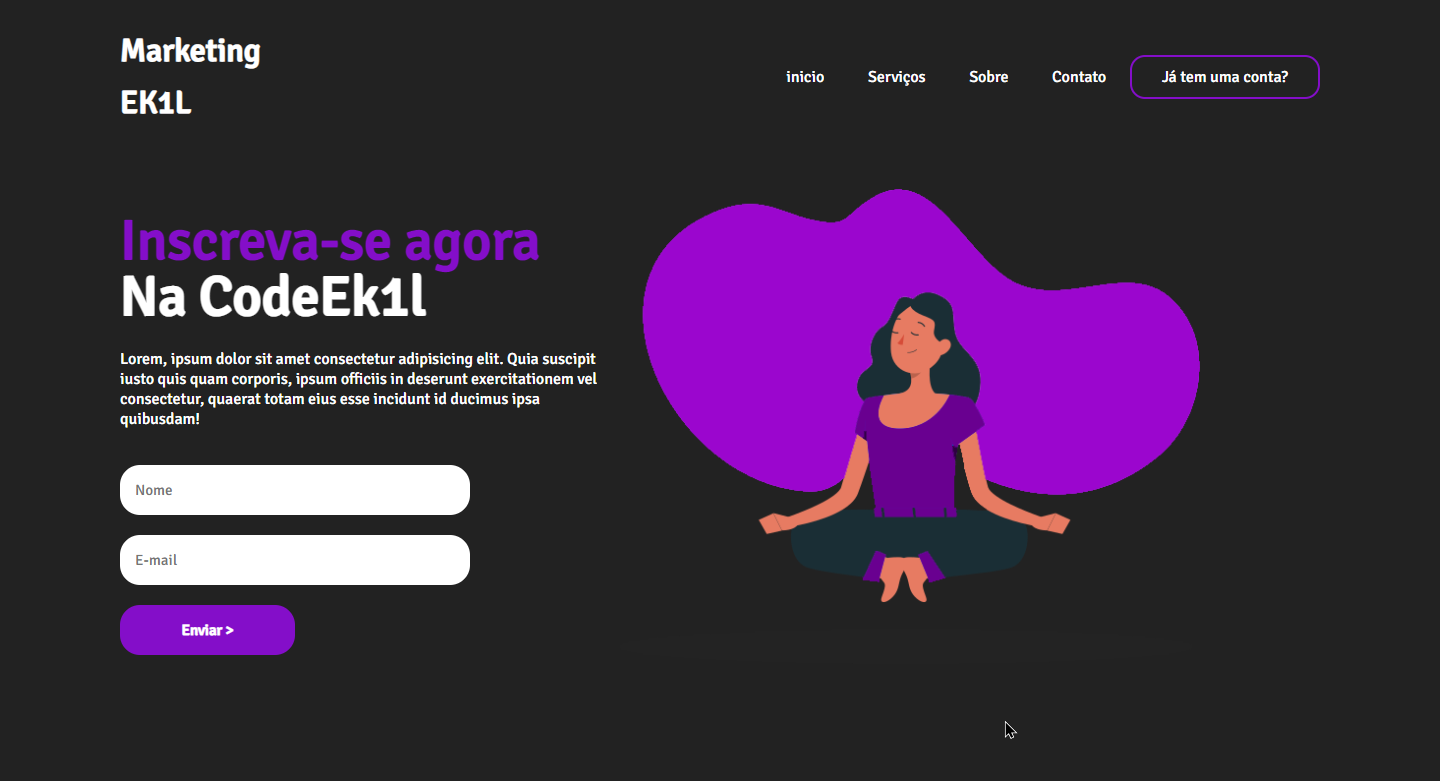 Marketing
EK1L
inicio Serviços Sobre Contato Já tem uma conta?
Inscreva-se agora
Na CodeEk1l
Lorem, ipsum dolor sit amet consectetur adipisicing elit. Quia suscipit
iusto quis quam corporis, ipsum officiis in deserunt exercitationem vel
consectetur, quaerat totam eius esse incidunt id ducimus ipsa
quibusdam!
Nome
E-mail
Enviar >